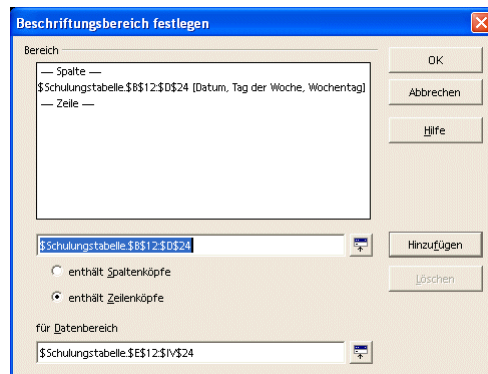 Beschriftungsbereich festlegen
Bereich
— Spalte —
$Schulungstabelle.$B$12:$D$24 [Datum, Tag der Woche, Wochentag]
— Zeile —
OK
Abbrechen
Hilfe
$Schulungstabelle.$B$12:$D$24
Hinzufügen
enthält Spaltenköpfe
Löschen
enthält Zeilenköpfe
für Datenbereich
$Schulungstabelle.$E$12:$IV$24